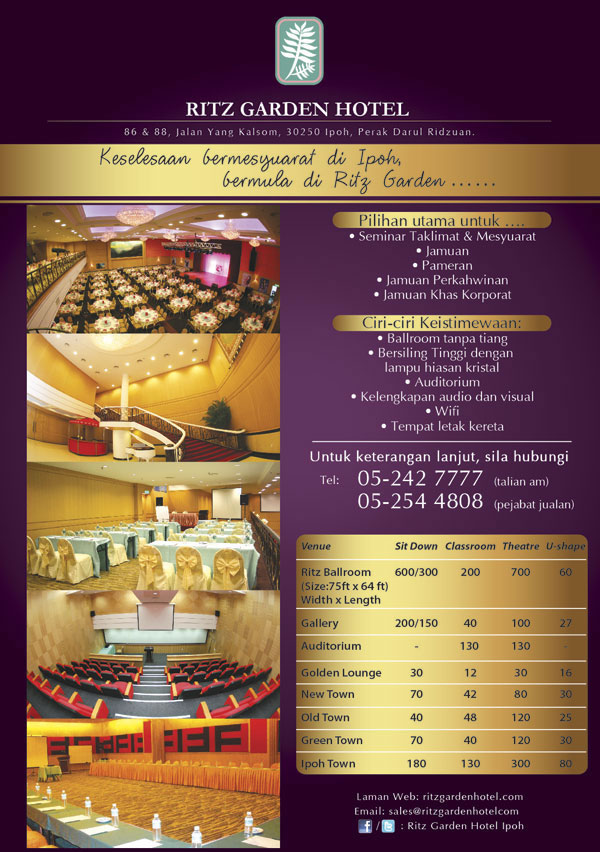 RITZ GARDEN HOTEL
86 & 88, Jalan Yang Kalsom, 30250 Ipoh, Perak Darul Ridzuan.
Keselesaan bermesyuarat di Ipoh,
bermula di Ritz Garden ......
Pilihan utama untuk ....
• Seminar Taklimat & Mesyuarat
• Jamuan
• Pameran
• Jamuan Perkahwinan
• Jamuan Khas Korporat
Ciri-ciri Keistimewaan:
• Ballroom tanpa tiang
• Bersiling Tinggi dengan
lampu hiasan kristal
• Auditorium
• Kelengkapan audio dan visual
• Wifi
• Tempat letak kereta
Untuk keterangan lanjut, sila hubungi
Tel: 05-242 7777 (talian am)
05-254 4808 (pejabat jualan)
Venue Sit Down Classroom Theatre U-shape
Ritz Ballroom 600/300 200 700 60
(Size:75ft x 64 ft)
Width x Length
Gallery 200/150 40 100 27
Auditorium - 130 130 -
Golden Lounge 30 12 30 16
New Town 70 42 80 30
Old Town 40 48 120 25
Green Town 70 40 120 30
Ipoh Town 180 130 300 80
Laman Web: ritzgardenhotel.com
Email: sales@ritzgardenhotel.com
f / t : Ritz Garden Hotel Ipoh